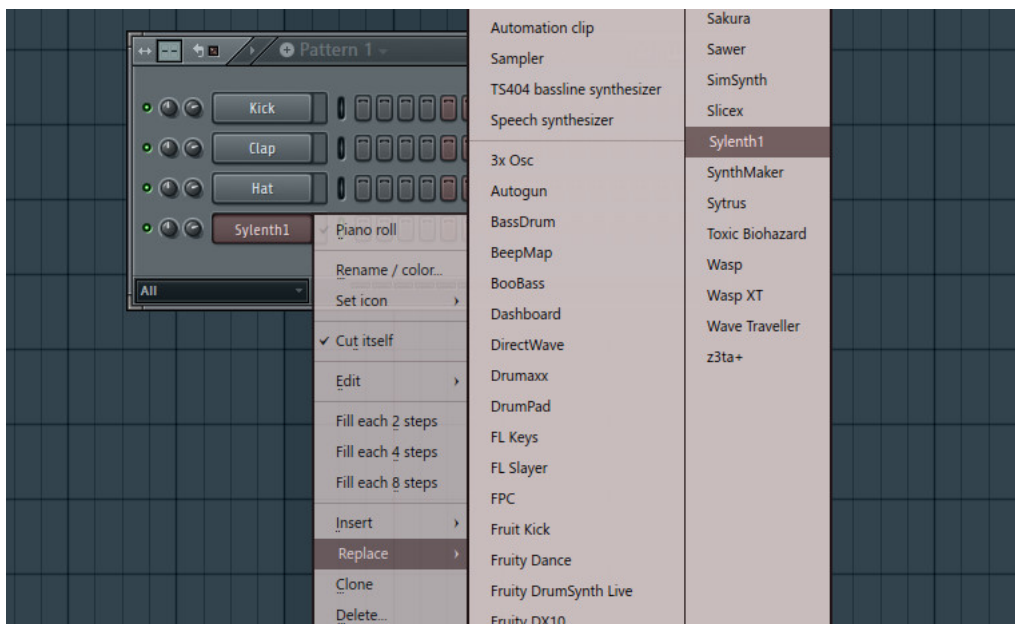 Pattern 1
Kick
Clap
Hat
Sylenth1
All
Piano roll
Rename / color...
Set icon
Cut itself
Edit
Fill each 2 steps
Fill each 4 steps
Fill each 8 steps
Insert
Replace
Clone
Delete...
Automation clip
Sampler
TS404 bassline synthesizer
Speech synthesizer
3x Osc
Autogun
BassDrum
BeepMap
BooBass
Dashboard
DirectWave
Drumaxx
DrumPad
FL Keys
FL Slayer
FPC
Fruit Kick
Fruity Dance
Fruity DrumSynth Live
Fruity DX10
Sakura
Sawer
SimSynth
Slicex
Sylenth1
SynthMaker
Sytrus
Toxic Biohazard
Wasp
Wasp XT
Wave Traveller
z3ta+